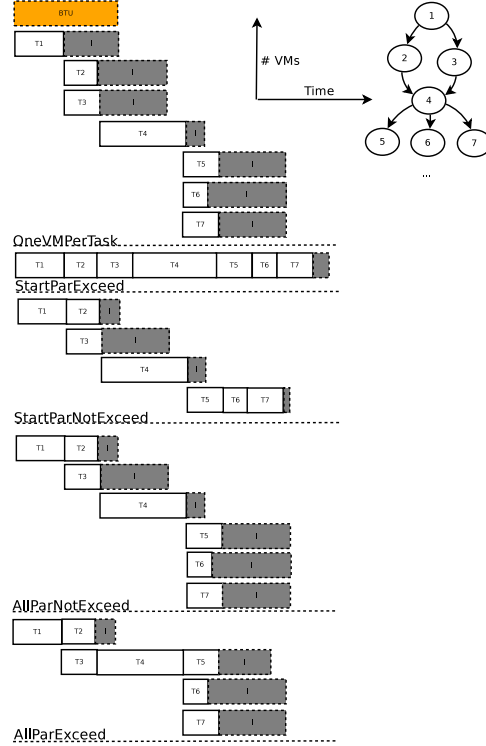 BTU
T1 I
T2 I
T3 I
T4 I
T5 I
T6 I
T7 I
OneVMPerTask
# VMs
Time
1
2 3
4
5 6 7
...
T1 T2 T3 T4 T5 T6 T7
StartParExceed
T1 T2 I
T3 I
T4 I
T5 T6 T7
StartParNotExceed
T1 T2 I
T3 I
T4 I
T5 I
T6 I
T7 I
AllParNotExceed
T1 T2 I
T3 T4 T5 I
T6 I
T7 I
AllParExceed